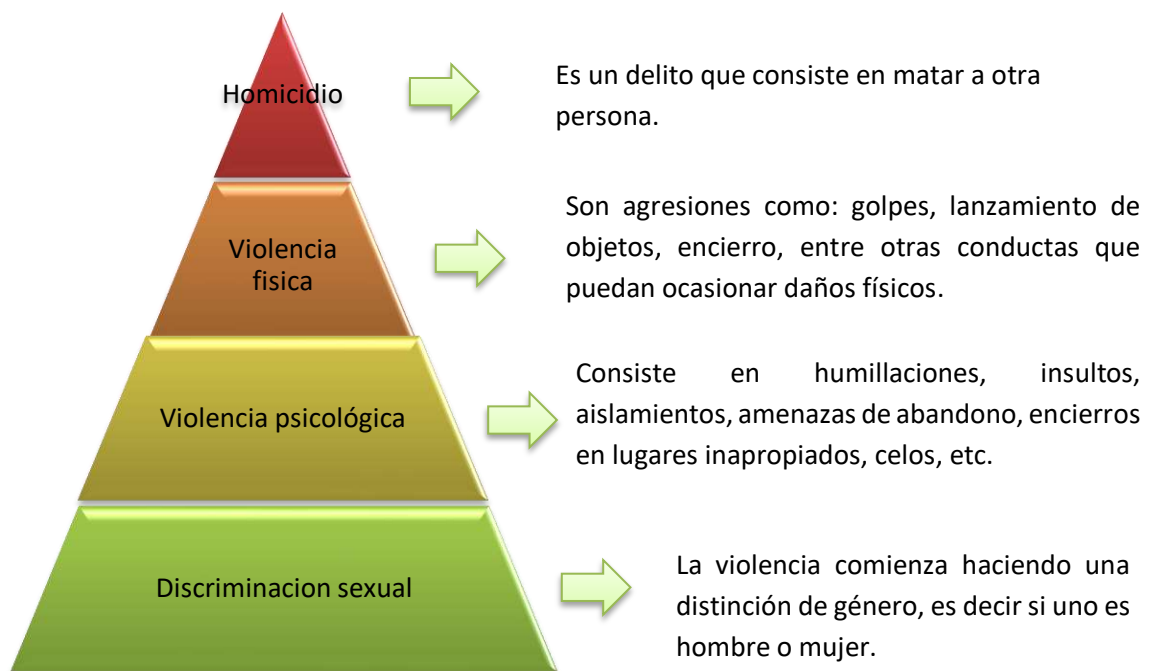 Homicidio
Es un delito que consiste en matar a otra
persona.
Violencia
fisica
Son agresiones como: golpes, lanzamiento de
objetos, encierro, entre otras conductas que
puedan ocasionar daños físicos.
Violencia psicológica
Consiste en humillaciones, insultos,
aislamientos, amenazas de abandono, encierros
en lugares inapropiados, celos, etc.
Discriminacion sexual
La violencia comienza haciendo una
distinción de género, es decir si uno es
hombre o mujer.